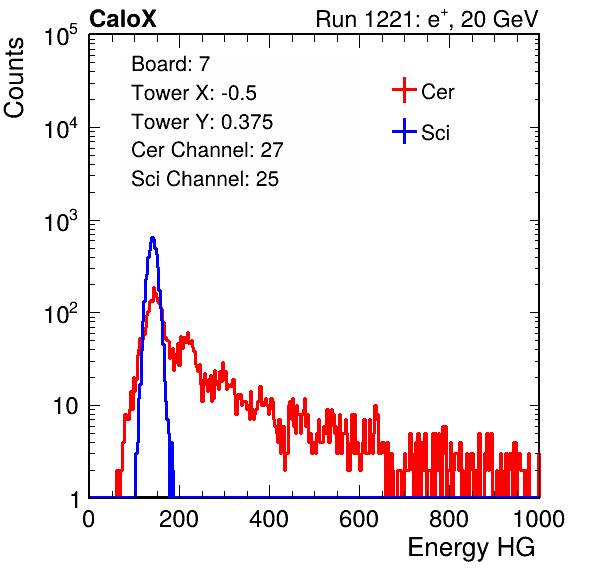 CaloX Run 1221: e⁺, 20 GeV
Counts
Board: 7
Tower X: -0.5
Tower Y: 0.375
Cer Channel: 27
Sci Channel: 25
Cer
Sci
10⁵
10⁴
10³
10²
10
1
0 200 400 600 800 1000
Energy HG